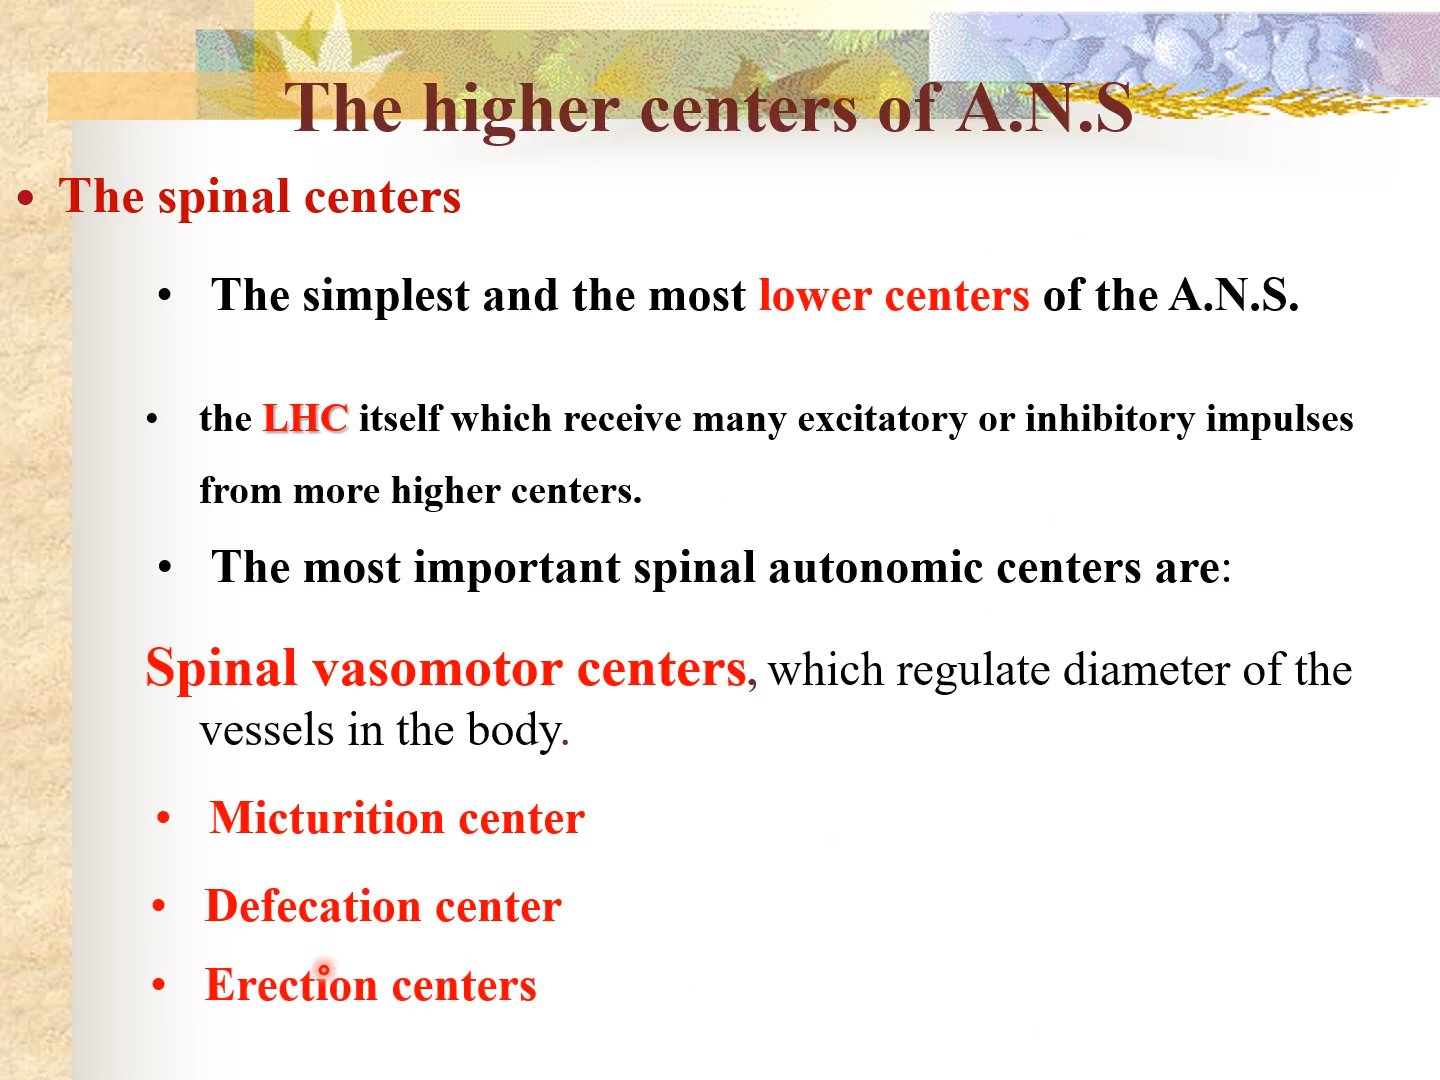 The higher centers of A.N.S
• The spinal centers
• The simplest and the most lower centers of the A.N.S.
• the LHC itself which receive many excitatory or inhibitory impulses
from more higher centers.
• The most important spinal autonomic centers are:
Spinal vasomotor centers, which regulate diameter of the
vessels in the body.
• Micturition center
• Defecation center
• Erection centers